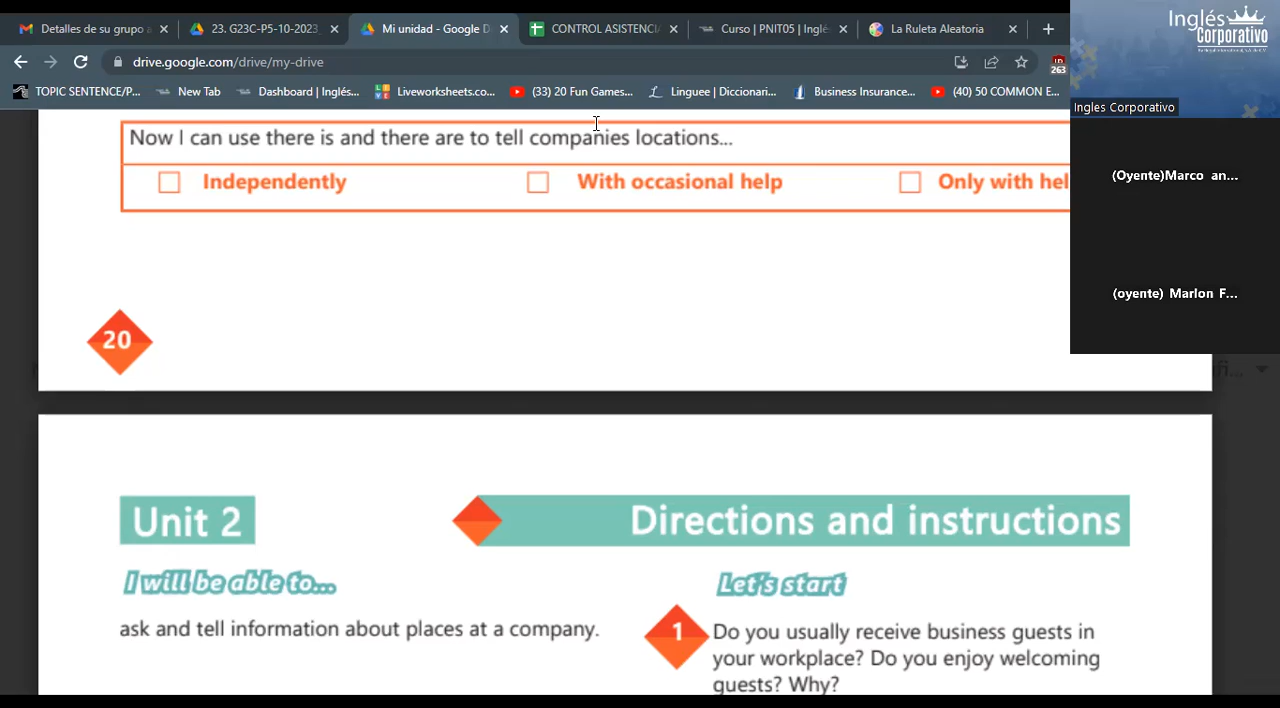 Detalles de su grupo a
23. G23C-P5-10-2023_
Mi unidad - Google D
CONTROL ASISTENCIA
Curso | PNIT05 | Inglé
La Ruleta Aleatoria
drive.google.com/drive/my-drive
263
TOPIC SENTENCE/P...
New Tab
Dashboard | Inglés...
Liveworksheets.co...
(33) 20 Fun Games...
Linguee | Diccionari...
Business Insurance...
(40) 50 COMMON E...
Inglés
Corporativo
Ingles Corporativo
(Oyente)Marco an...
(oyente) Marlon F...
Now I can use there is and there are to tell companies locations...
Independently
With occasional help
Only with hel
20
Unit 2
Directions and instructions
I will be able to...
Let's start
ask and tell information about places at a company.
1
Do you usually receive business guests in
your workplace? Do you enjoy welcoming
guests? Why?